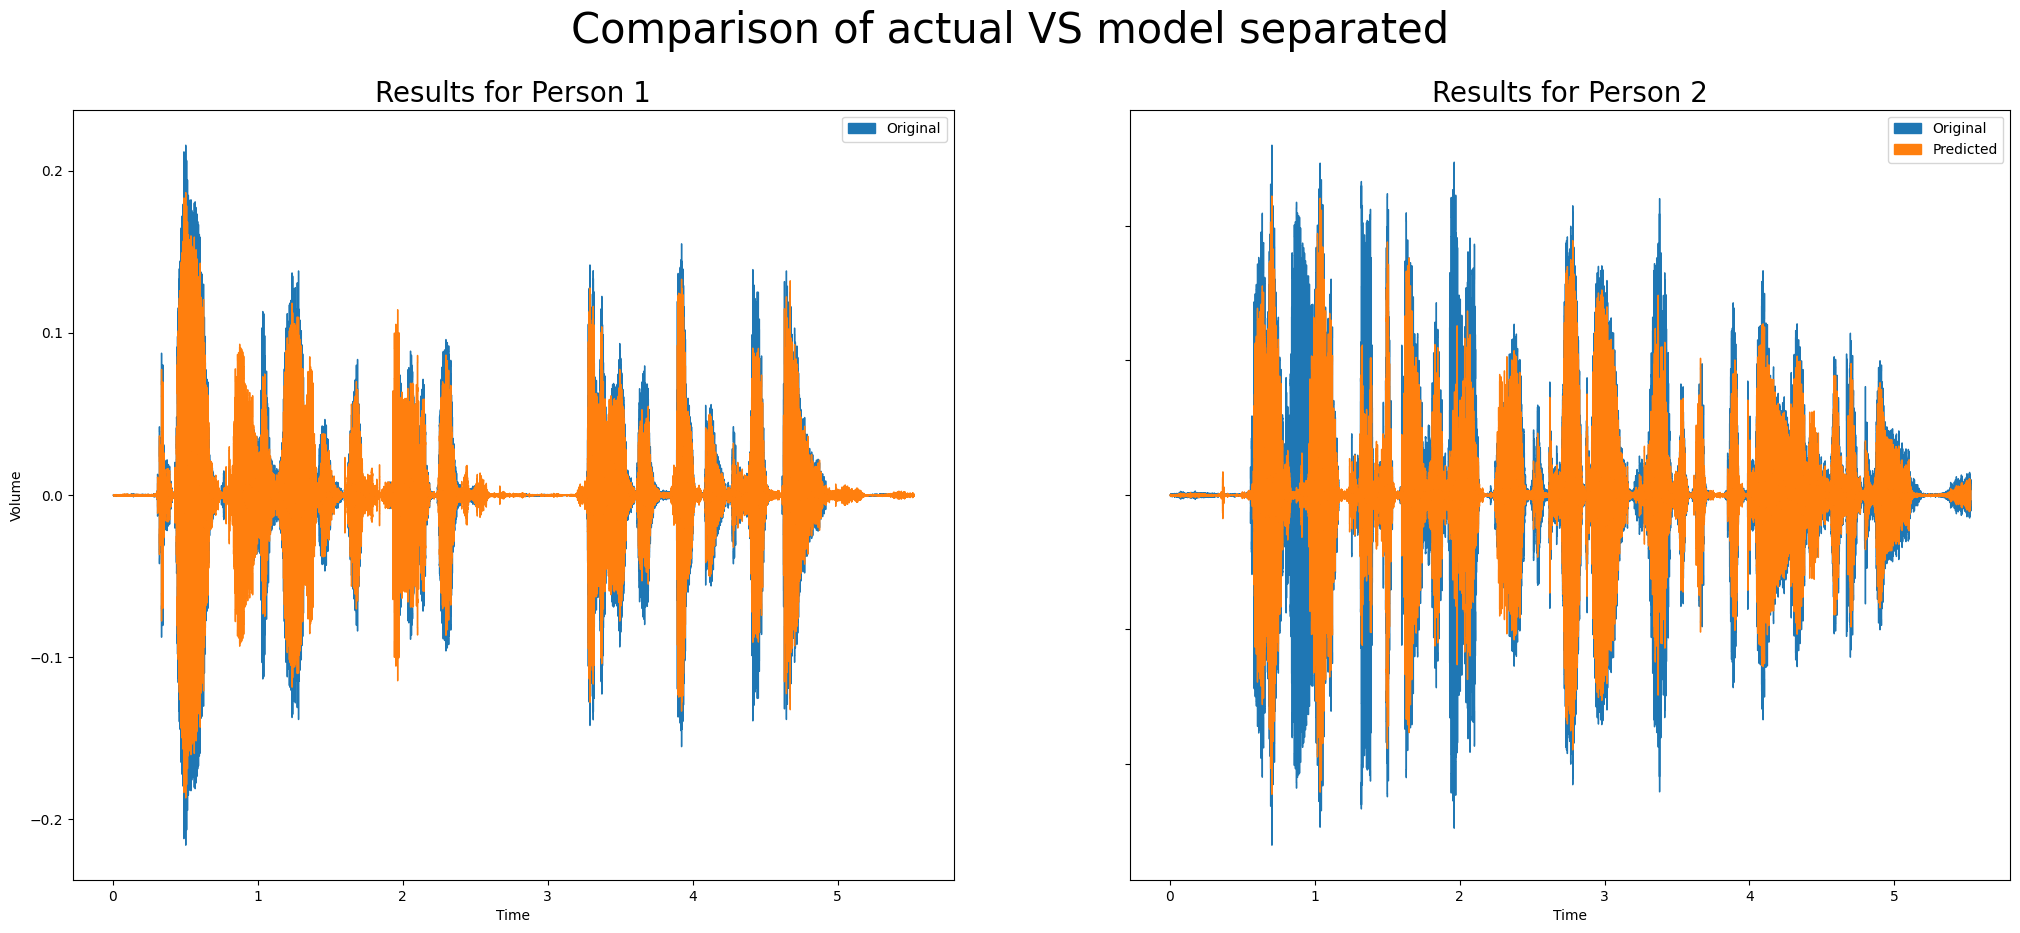 Comparison of actual VS model separated
Results for Person 1
Original
0.2
0.1
0.0
−0.1
−0.2
Volume
0 1 2 3 4 5
Time
Results for Person 2
Original
Predicted
0 1 2 3 4 5
Time